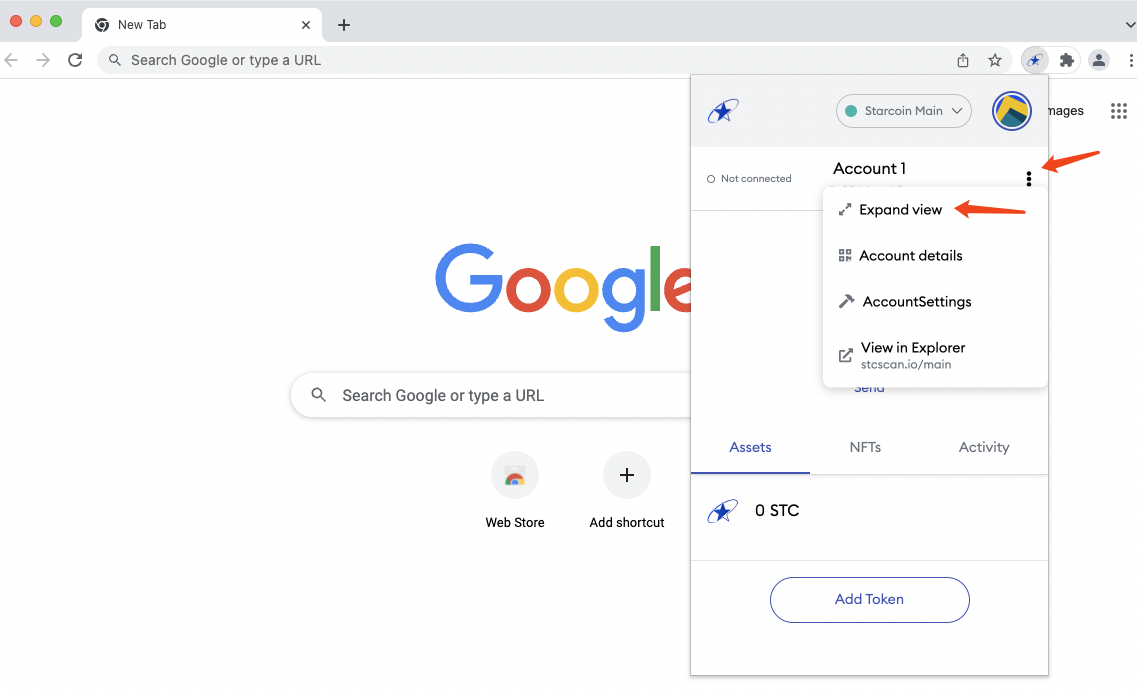 New Tab
Search Google or type a URL
Starcoin Main
mages
Not connected
Account 1
Expand view
Account details
AccountSettings
View in Explorer
stcscan.io/main
Send
Google
Search Google or type a URL
Assets
NFTs
Activity
Web Store
Add shortcut
0 STC
Add Token